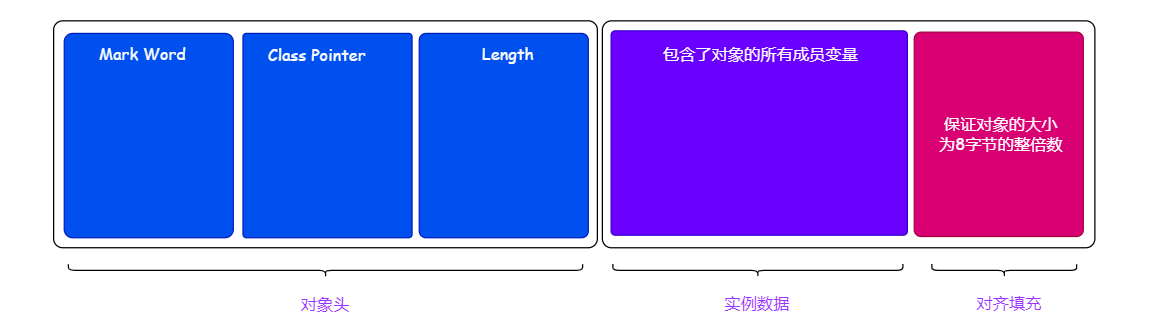 Mark Word
Class Pointer
Length
包含了对象的所有成员变量
保证对象的大小
为8字节的整倍数
对象头
实例数据
对齐填充